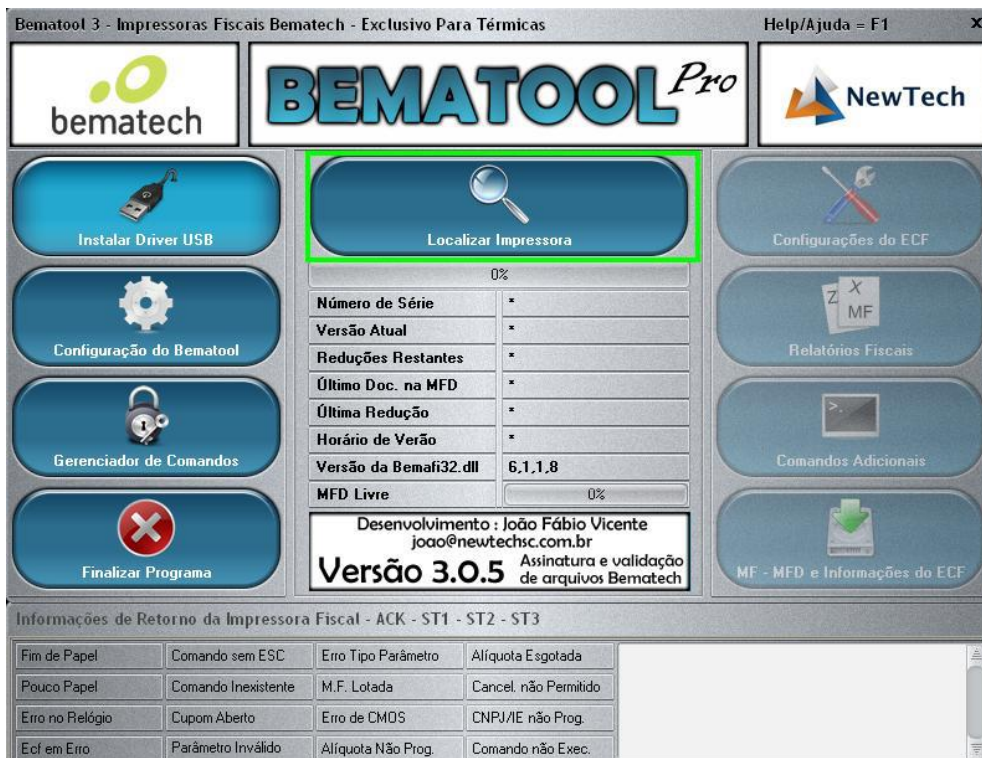 Bematool 3 - Impressoras Fiscais Bematech - Exclusivo Para Térmicas
Help/Ajuda = F1
X
bematech
BEMATOOL Pro
NewTech
Instalar Driver USB
Localizar Impressora
Configurações do ECF
0%
Número de Série *
Versão Atual *
Reduções Restantes *
Último Doc. na MFD *
Última Redução *
Horário de Verão *
Versão da Bemafi32.dll 6,1,1,8
MFD Livre 0%
Configuração do Bematool
Z X MF
Relatórios Fiscais
Gerenciador de Comandos
>_
Comandos Adicionais
Finalizar Programa
Desenvolvimento : João Fábio Vicente
joao@newtechsc.com.br
Versão 3.0.5
Assinatura e validação
de arquivos Bematech
MF - MFD e Informações do ECF
Informações de Retorno da Impressora Fiscal - ACK - ST1 - ST2 - ST3
Fim de Papel Comando sem ESC Erro Tipo Parâmetro Alíquota Esgotada
Pouco Papel Comando Inexistente M.F. Lotada Cancel. não Permitido
Erro no Relógio Cupom Aberto Erro de CMOS CNPJ/IE não Prog.
Ecf em Erro Parâmetro Inválido Alíquota Não Prog. Comando não Exec.